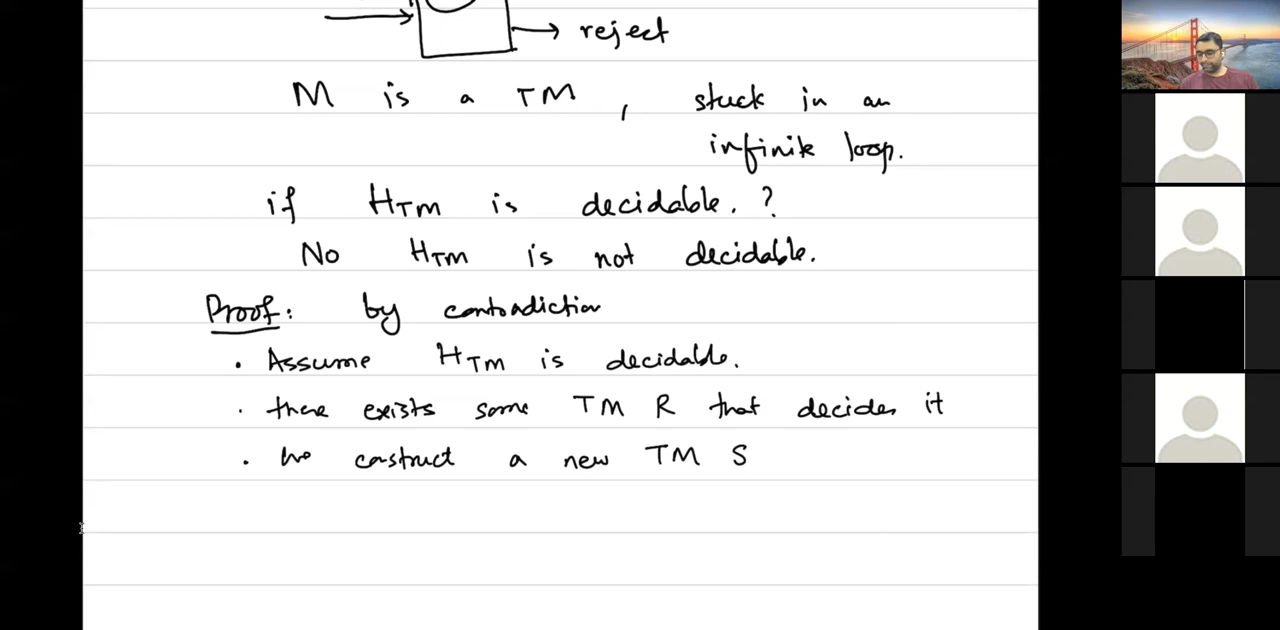 reject
M is a TM, stuck in an
infinite loop.
if HTM is decidable. ?
No HTM is not decidable.
Proof: by contradiction
· Assume HTM is decidable.
· there exists some TM R that decides it
· we construct a new TM S